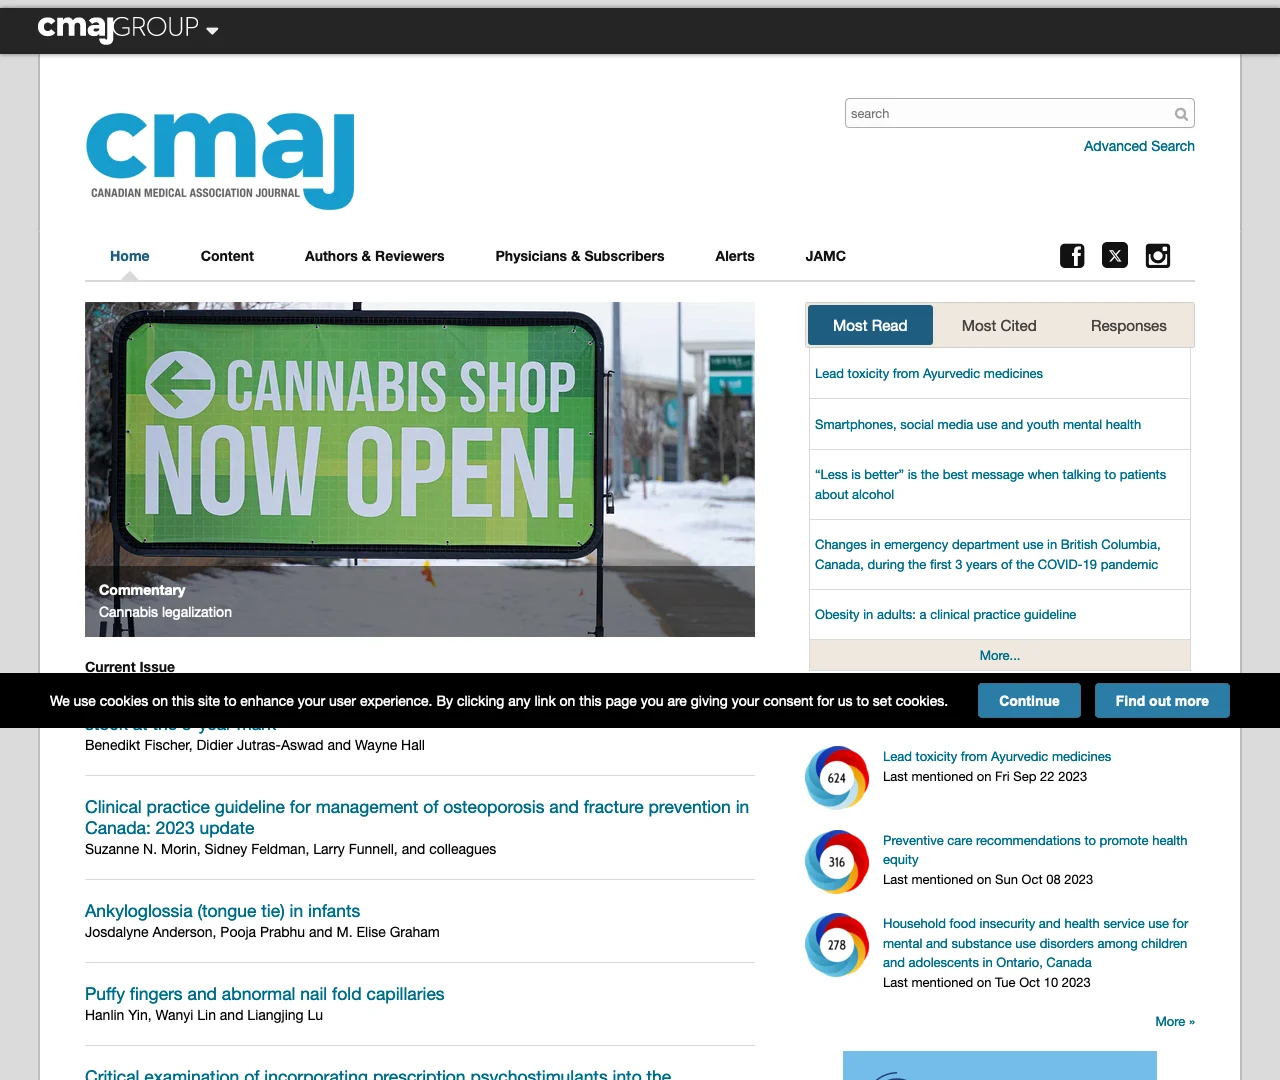 cmajGROUP
search
Advanced Search
cmaj
CANADIAN MEDICAL ASSOCIATION JOURNAL
Home
Content
Authors & Reviewers
Physicians & Subscribers
Alerts
JAMC
CANNABIS SHOP
NOW OPEN!
Commentary
Cannabis legalization
Most Read
Most Cited
Responses
Lead toxicity from Ayurvedic medicines
Smartphones, social media use and youth mental health
“Less is better” is the best message when talking to patients
about alcohol
Changes in emergency department use in British Columbia,
Canada, during the first 3 years of the COVID-19 pandemic
Obesity in adults: a clinical practice guideline
More...
Current Issue
We use cookies on this site to enhance your user experience. By clicking any link on this page you are giving your consent for us to set cookies.
Continue
Find out more
stock at the 5-year mark
Benedikt Fischer, Didier Jutras-Aswad and Wayne Hall
Clinical practice guideline for management of osteoporosis and fracture prevention in
Canada: 2023 update
Suzanne N. Morin, Sidney Feldman, Larry Funnell, and colleagues
Ankyloglossia (tongue tie) in infants
Josdalyne Anderson, Pooja Prabhu and M. Elise Graham
Puffy fingers and abnormal nail fold capillaries
Hanlin Yin, Wanyi Lin and Liangjing Lu
Critical examination of incorporating prescription psychostimulants into the
624
Lead toxicity from Ayurvedic medicines
Last mentioned on Fri Sep 22 2023
316
Preventive care recommendations to promote health
equity
Last mentioned on Sun Oct 08 2023
278
Household food insecurity and health service use for
mental and substance use disorders among children
and adolescents in Ontario, Canada
Last mentioned on Tue Oct 10 2023
More »